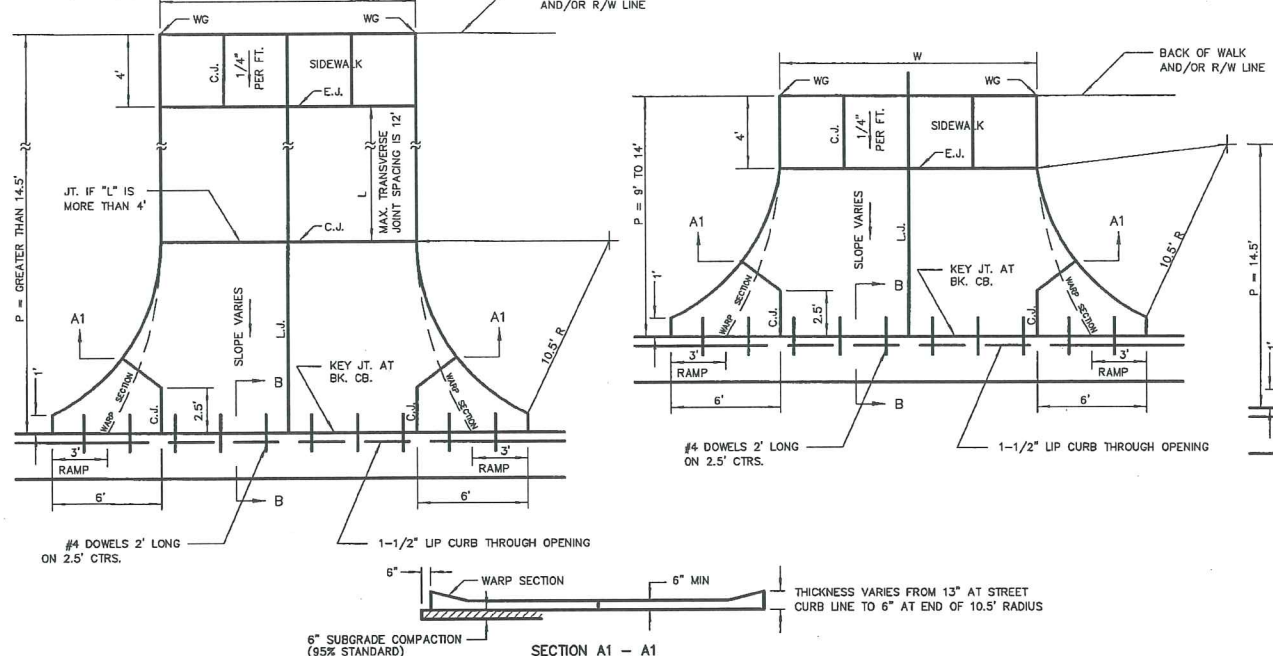 AND/OR R/W LINE
WG
WG
4'
C.J.
1/4"
PER FT.
SIDEWALK
E.J.
P = GREATER THAN 14.5'
JT. IF "L" IS
MORE THAN 4'
L
MAX. TRANSVERSE
JOINT SPACING IS 12'
C.J.
A1
A1
SLOPE VARIES
L.J.
10.5' R
1'
WARP SECTION
WARP SECTION
C.J.
C.J.
2.5'
B
B
KEY JT. AT
BK. CB.
3'
RAMP
3'
RAMP
6'
6'
#4 DOWELS 2' LONG
ON 2.5' CTRS.
1-1/2" LIP CURB THROUGH OPENING
W
BACK OF WALK
AND/OR R/W LINE
WG
WG
4'
C.J.
1/4"
PER FT.
SIDEWALK
E.J.
P = 9' TO 14'
A1
A1
SLOPE VARIES
L.J.
10.5' R
P = 14.5'
1'
WARP SECTION
WARP SECTION
C.J.
C.J.
2.5'
B
B
KEY JT. AT
BK. CB.
3'
RAMP
3'
RAMP
6'
6'
#4 DOWELS 2' LONG
ON 2.5' CTRS.
1-1/2" LIP CURB THROUGH OPENING
6"
WARP SECTION
6" MIN
THICKNESS VARIES FROM 13" AT STREET
CURB LINE TO 6" AT END OF 10.5' RADIUS
6" SUBGRADE COMPACTION
(95% STANDARD)
SECTION A1 - A1